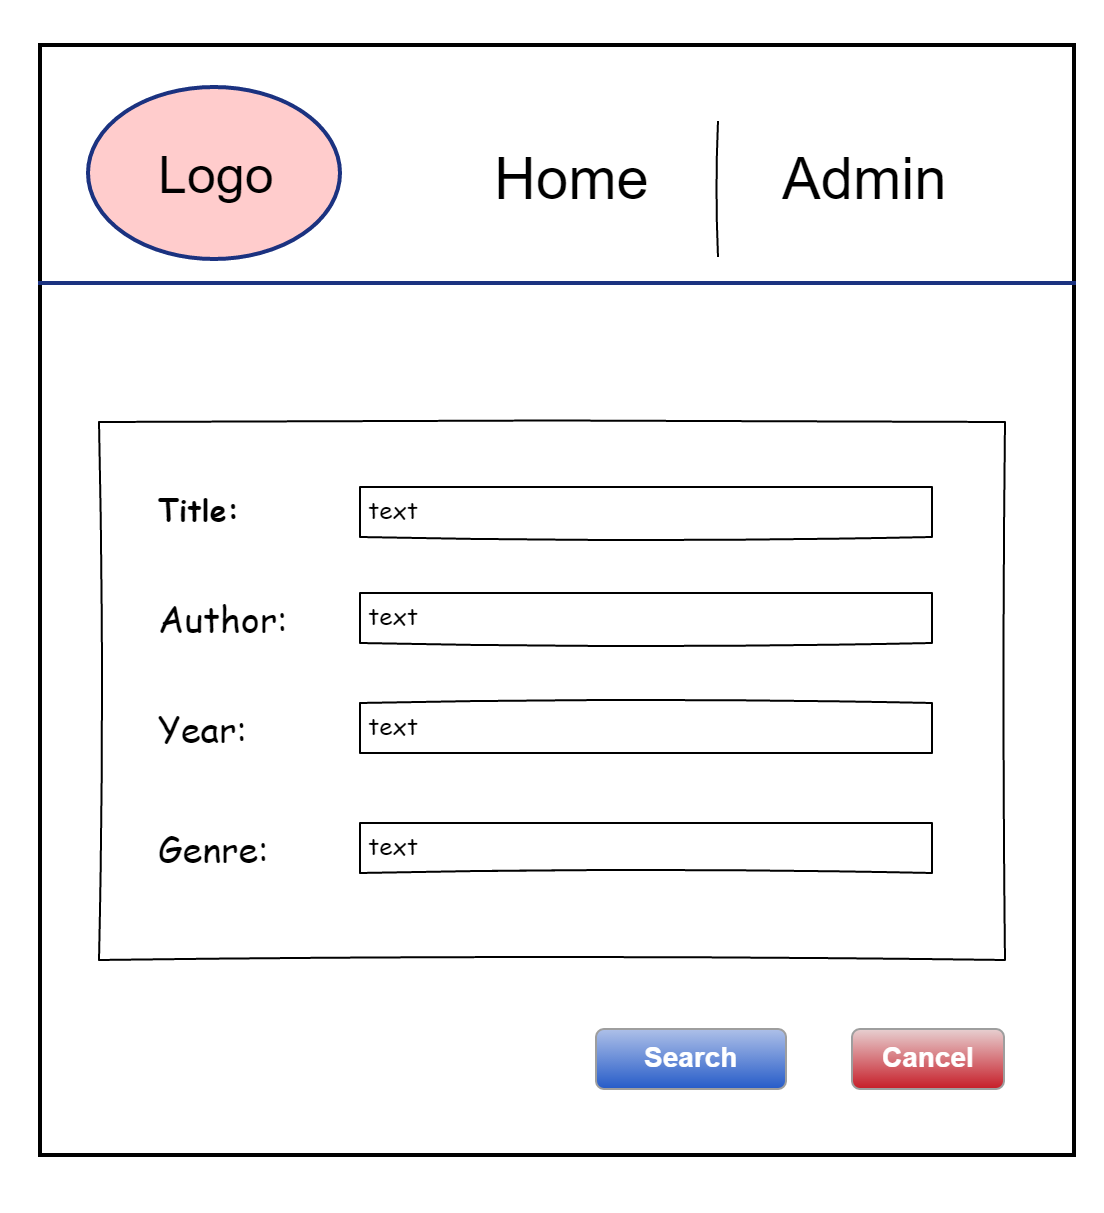 Logo
Home
Admin
Title:
text
Author:
text
Year:
text
Genre:
text
Search
Cancel